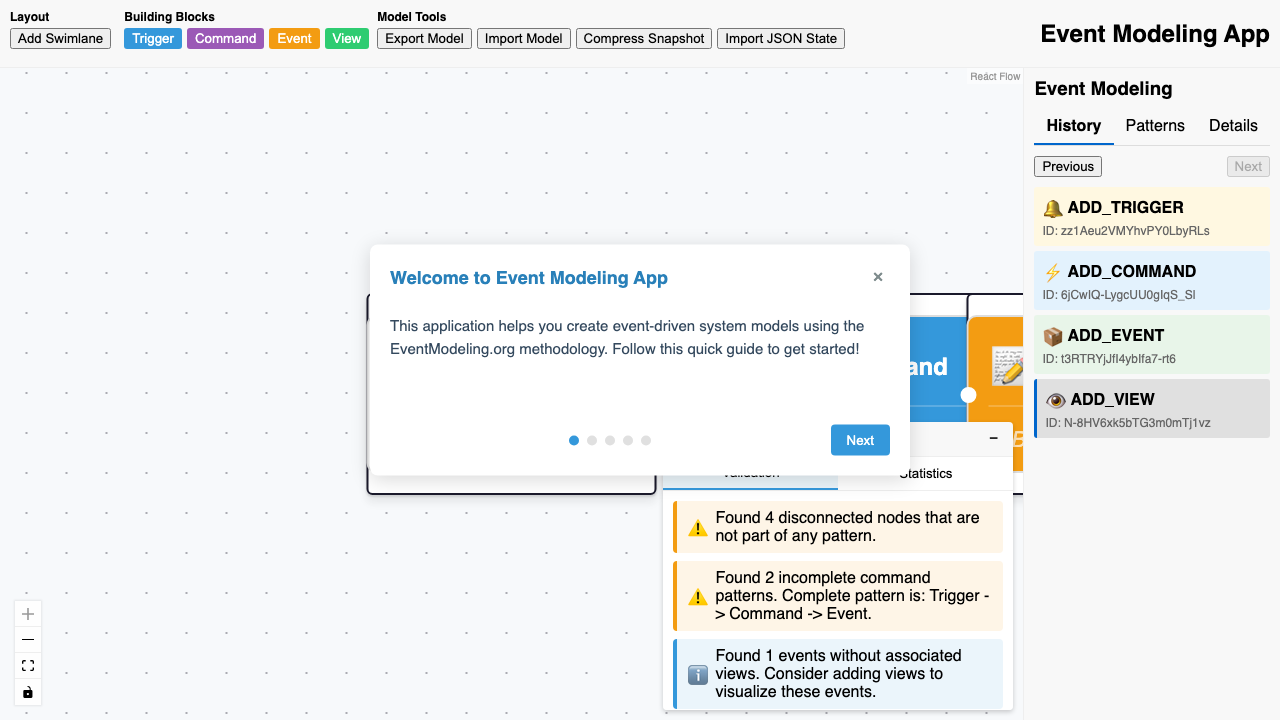 Layout
Building Blocks
Model Tools
Add Swimlane
Trigger
Command
Event
View
Export Model
Import Model
Compress Snapshot
Import JSON State
Event Modeling App
React Flow
Event Modeling
History
Patterns
Details
Previous
Next
ADD_TRIGGER
ID: zz1Aeu2VMYhvPY0LbyRLs
ADD_COMMAND
ID: 6jCwIQ-LygcUU0gIqS_Sl
ADD_EVENT
ID: t3RTRYjJfI4ybIfa7-rt6
ADD_VIEW
ID: N-8HV6xk5bTG3m0mTj1vz
Welcome to Event Modeling App
×
This application helps you create event-driven system models using the
EventModeling.org methodology. Follow this quick guide to get started!
Next
and
Statistics
Found 4 disconnected nodes that are
not part of any pattern.
Found 2 incomplete command
patterns. Complete pattern is: Trigger -
> Command -> Event.
Found 1 events without associated
views. Consider adding views to
visualize these events.